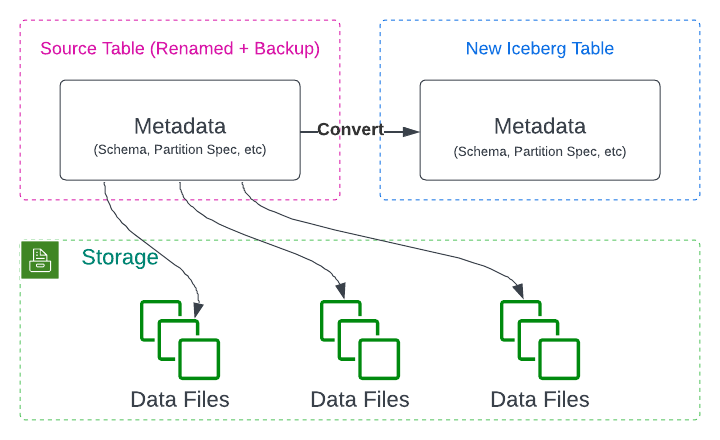 Source Table (Renamed + Backup)
New Iceberg Table
Metadata
(Schema, Partition Spec, etc)
Convert
Metadata
(Schema, Partition Spec, etc)
Storage
Data Files
Data Files
Data Files